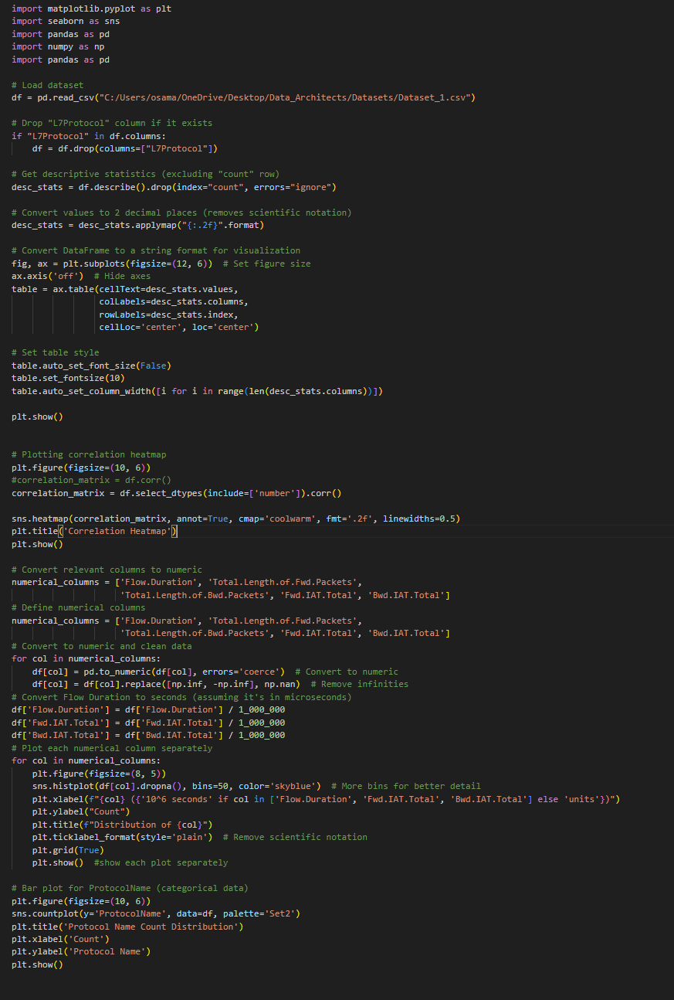 import matplotlib.pyplot as plt
import seaborn as sns
import pandas as pd
import numpy as np
import pandas as pd
# Load dataset
df = pd.read_csv("C:/Users/osama/OneDrive/Desktop/Data_Architects/Datasets/Dataset_1.csv")
# Drop "L7Protocol" column if it exists
if "L7Protocol" in df.columns:
    df = df.drop(columns=["L7Protocol"])
# Get descriptive statistics (excluding "count" row)
desc_stats = df.describe().drop(index="count", errors="ignore")
# Convert values to 2 decimal places (removes scientific notation)
desc_stats = desc_stats.applymap("{:.2f}".format)
# Convert DataFrame to a string format for visualization
fig, ax = plt.subplots(figsize=(12, 6))  # Set figure size
ax.axis('off')  # Hide axes
table = ax.table(cellText=desc_stats.values,
                 colLabels=desc_stats.columns,
                 rowLabels=desc_stats.index,
                 cellLoc='center', loc='center')
# Set table style
table.auto_set_font_size(False)
table.set_fontsize(10)
table.auto_set_column_width([i for i in range(len(desc_stats.columns))])
plt.show()
# Plotting correlation heatmap
plt.figure(figsize=(10, 6))
#correlation_matrix = df.corr()
correlation_matrix = df.select_dtypes(include=['number']).corr()
sns.heatmap(correlation_matrix, annot=True, cmap='coolwarm', fmt='.2f', linewidths=0.5)
plt.title('Correlation Heatmap')
plt.show()
# Convert relevant columns to numeric
numerical_columns = ['Flow.Duration', 'Total.Length.of.Fwd.Packets',
                     'Total.Length.of.Bwd.Packets', 'Fwd.IAT.Total', 'Bwd.IAT.Total']
# Define numerical columns
numerical_columns = ['Flow.Duration', 'Total.Length.of.Fwd.Packets',
                     'Total.Length.of.Bwd.Packets', 'Fwd.IAT.Total', 'Bwd.IAT.Total']
# Convert to numeric and clean data
for col in numerical_columns:
    df[col] = pd.to_numeric(df[col], errors='coerce')  # Convert to numeric
    df[col] = df[col].replace([np.inf, -np.inf], np.nan)  # Remove infinities
# Convert Flow Duration to seconds (assuming it's in microseconds)
df['Flow.Duration'] = df['Flow.Duration'] / 1_000_000
df['Fwd.IAT.Total'] = df['Fwd.IAT.Total'] / 1_000_000
df['Bwd.IAT.Total'] = df['Bwd.IAT.Total'] / 1_000_000
# Plot each numerical column separately
for col in numerical_columns:
    plt.figure(figsize=(8, 5))
    sns.histplot(df[col].dropna(), bins=50, color='skyblue')  # More bins for better detail
    plt.xlabel(f"{col} ({'10^6 seconds' if col in ['Flow.Duration', 'Fwd.IAT.Total', 'Bwd.IAT.Total'] else 'units'})")
    plt.ylabel("Count")
    plt.title(f"Distribution of {col}")
    plt.ticklabel_format(style='plain')  # Remove scientific notation
    plt.grid(True)
    plt.show()  #show each plot separately
# Bar plot for ProtocolName (categorical data)
plt.figure(figsize=(10, 6))
sns.countplot(y='ProtocolName', data=df, palette='Set2')
plt.title('Protocol Name Count Distribution')
plt.xlabel('Count')
plt.ylabel('Protocol Name')
plt.show()